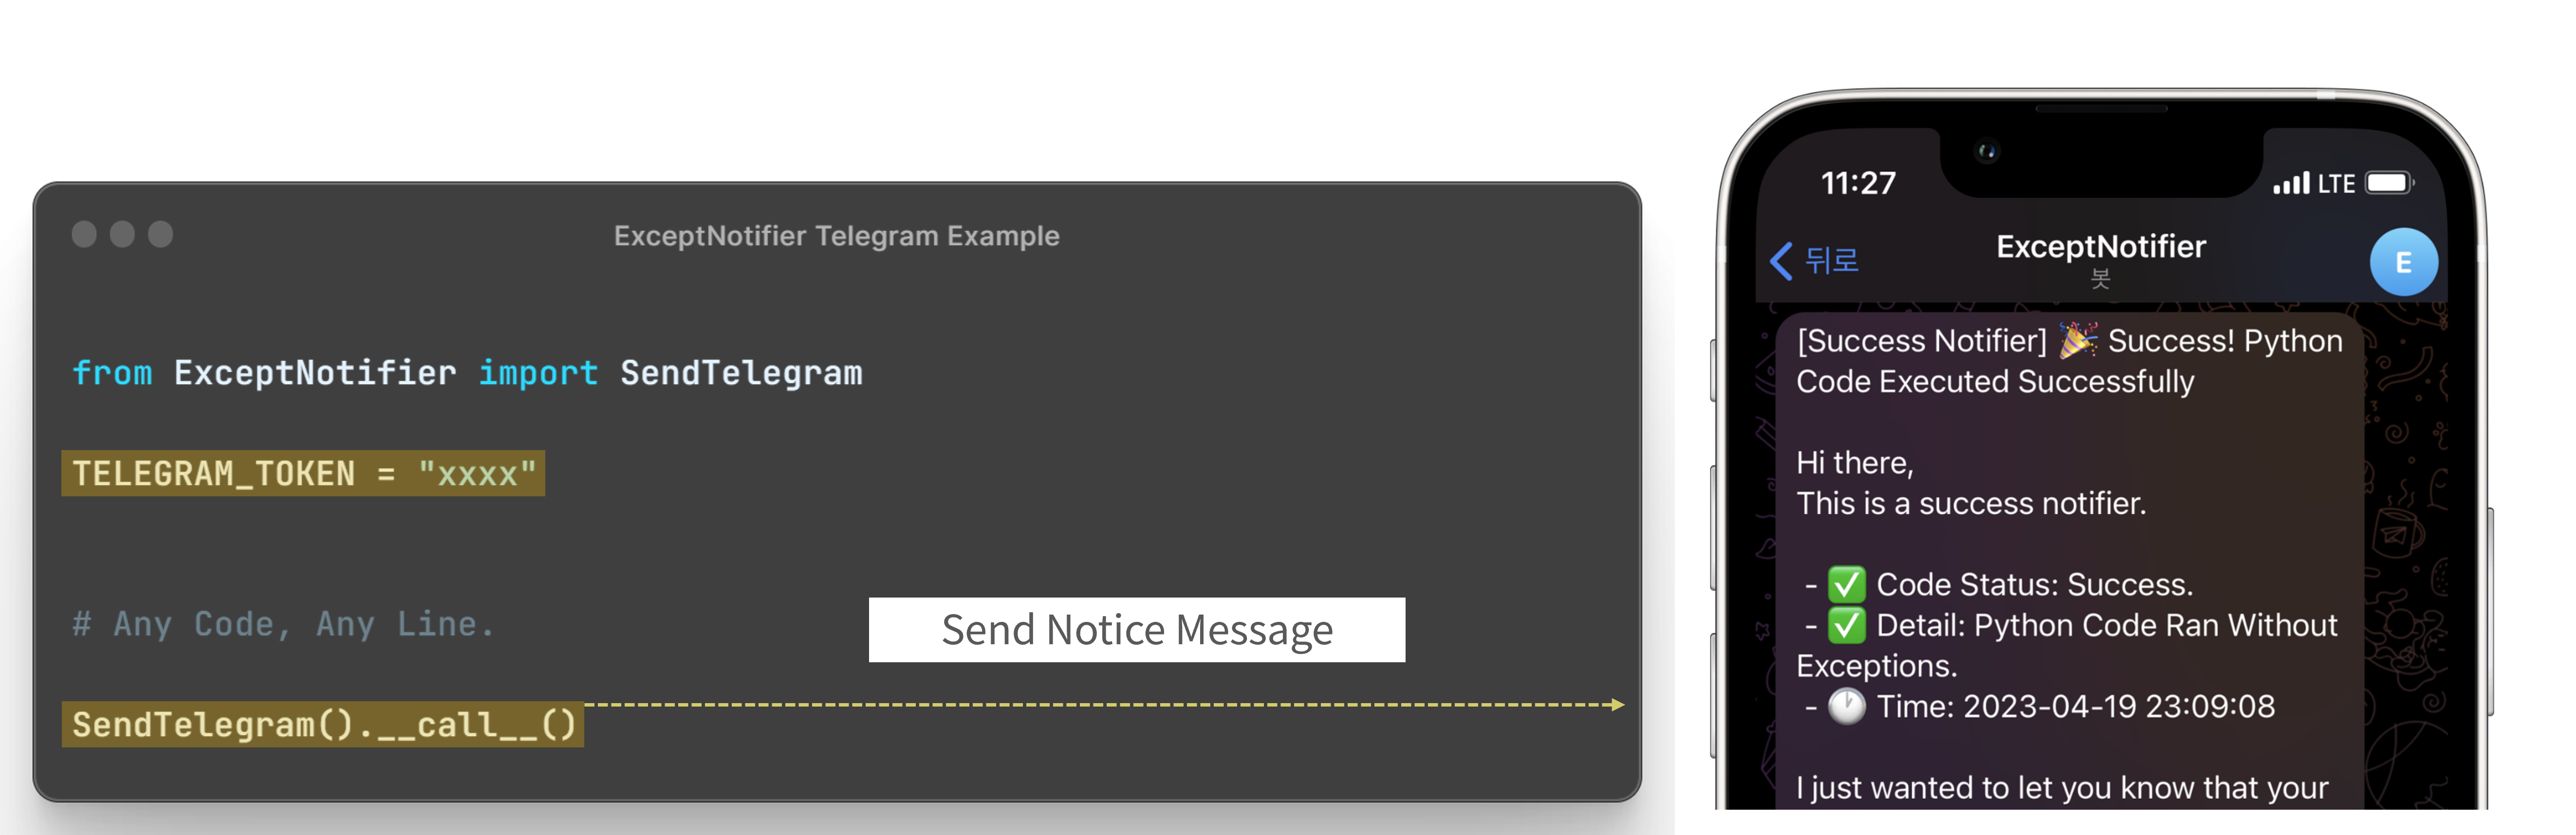 ExceptNotifier Telegram Example
from ExceptNotifier import SendTelegram
TELEGRAM_TOKEN = "xxxx"
# Any Code, Any Line.
Send Notice Message
SendTelegram().__call__()
11:27
LTE
뒤로
ExceptNotifier
봇
E
[Success Notifier] 🎉 Success! Python
Code Executed Successfully
Hi there,
This is a success notifier.
- ✅ Code Status: Success.
- ✅ Detail: Python Code Ran Without
Exceptions.
- 🕐 Time: 2023-04-19 23:09:08
I just wanted to let you know that your